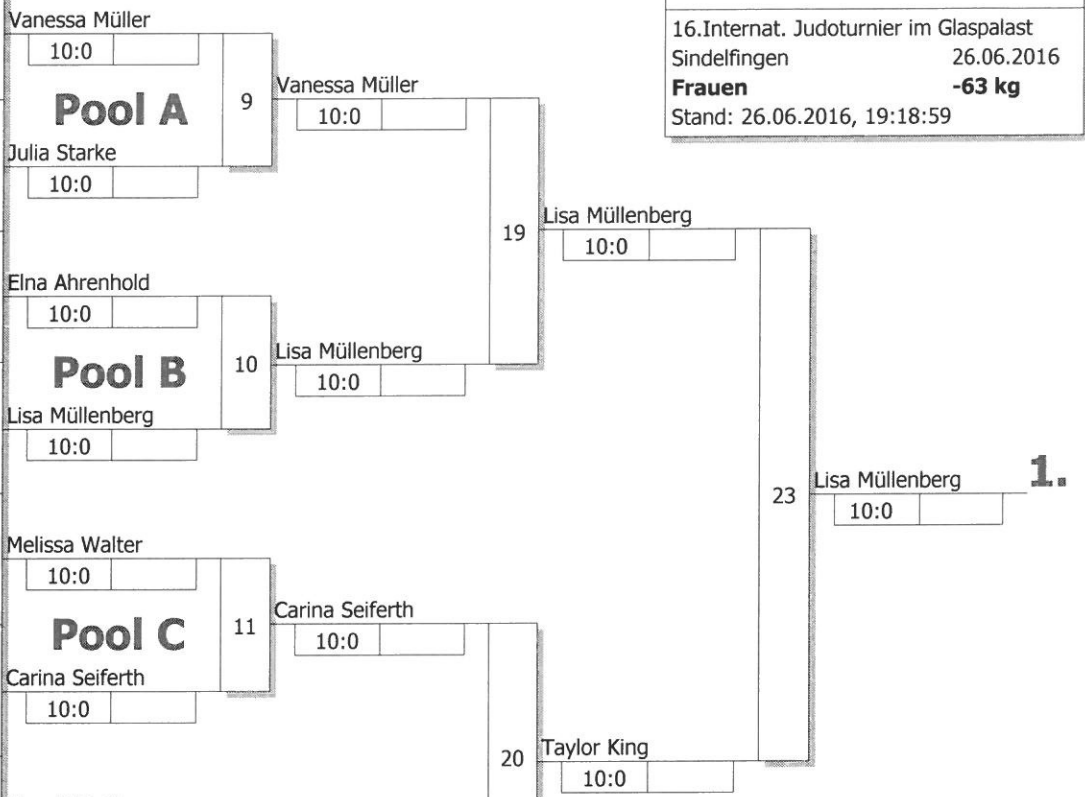 16.Internat. Judoturnier im Glaspalast
Sindelfingen 26.06.2016
Frauen -63 kg
Stand: 26.06.2016, 19:18:59
Vanessa Müller
10:0
Pool A
9
Julia Starke
10:0
Vanessa Müller
10:0
Elna Ahrenhold
10:0
Pool B
10
Lisa Müllenberg
10:0
Lisa Müllenberg
10:0
19
Lisa Müllenberg
10:0
Melissa Walter
10:0
Pool C
11
Carina Seiferth
10:0
Carina Seiferth
10:0
20
Taylor King
10:0
23
Lisa Müllenberg
10:0
1.